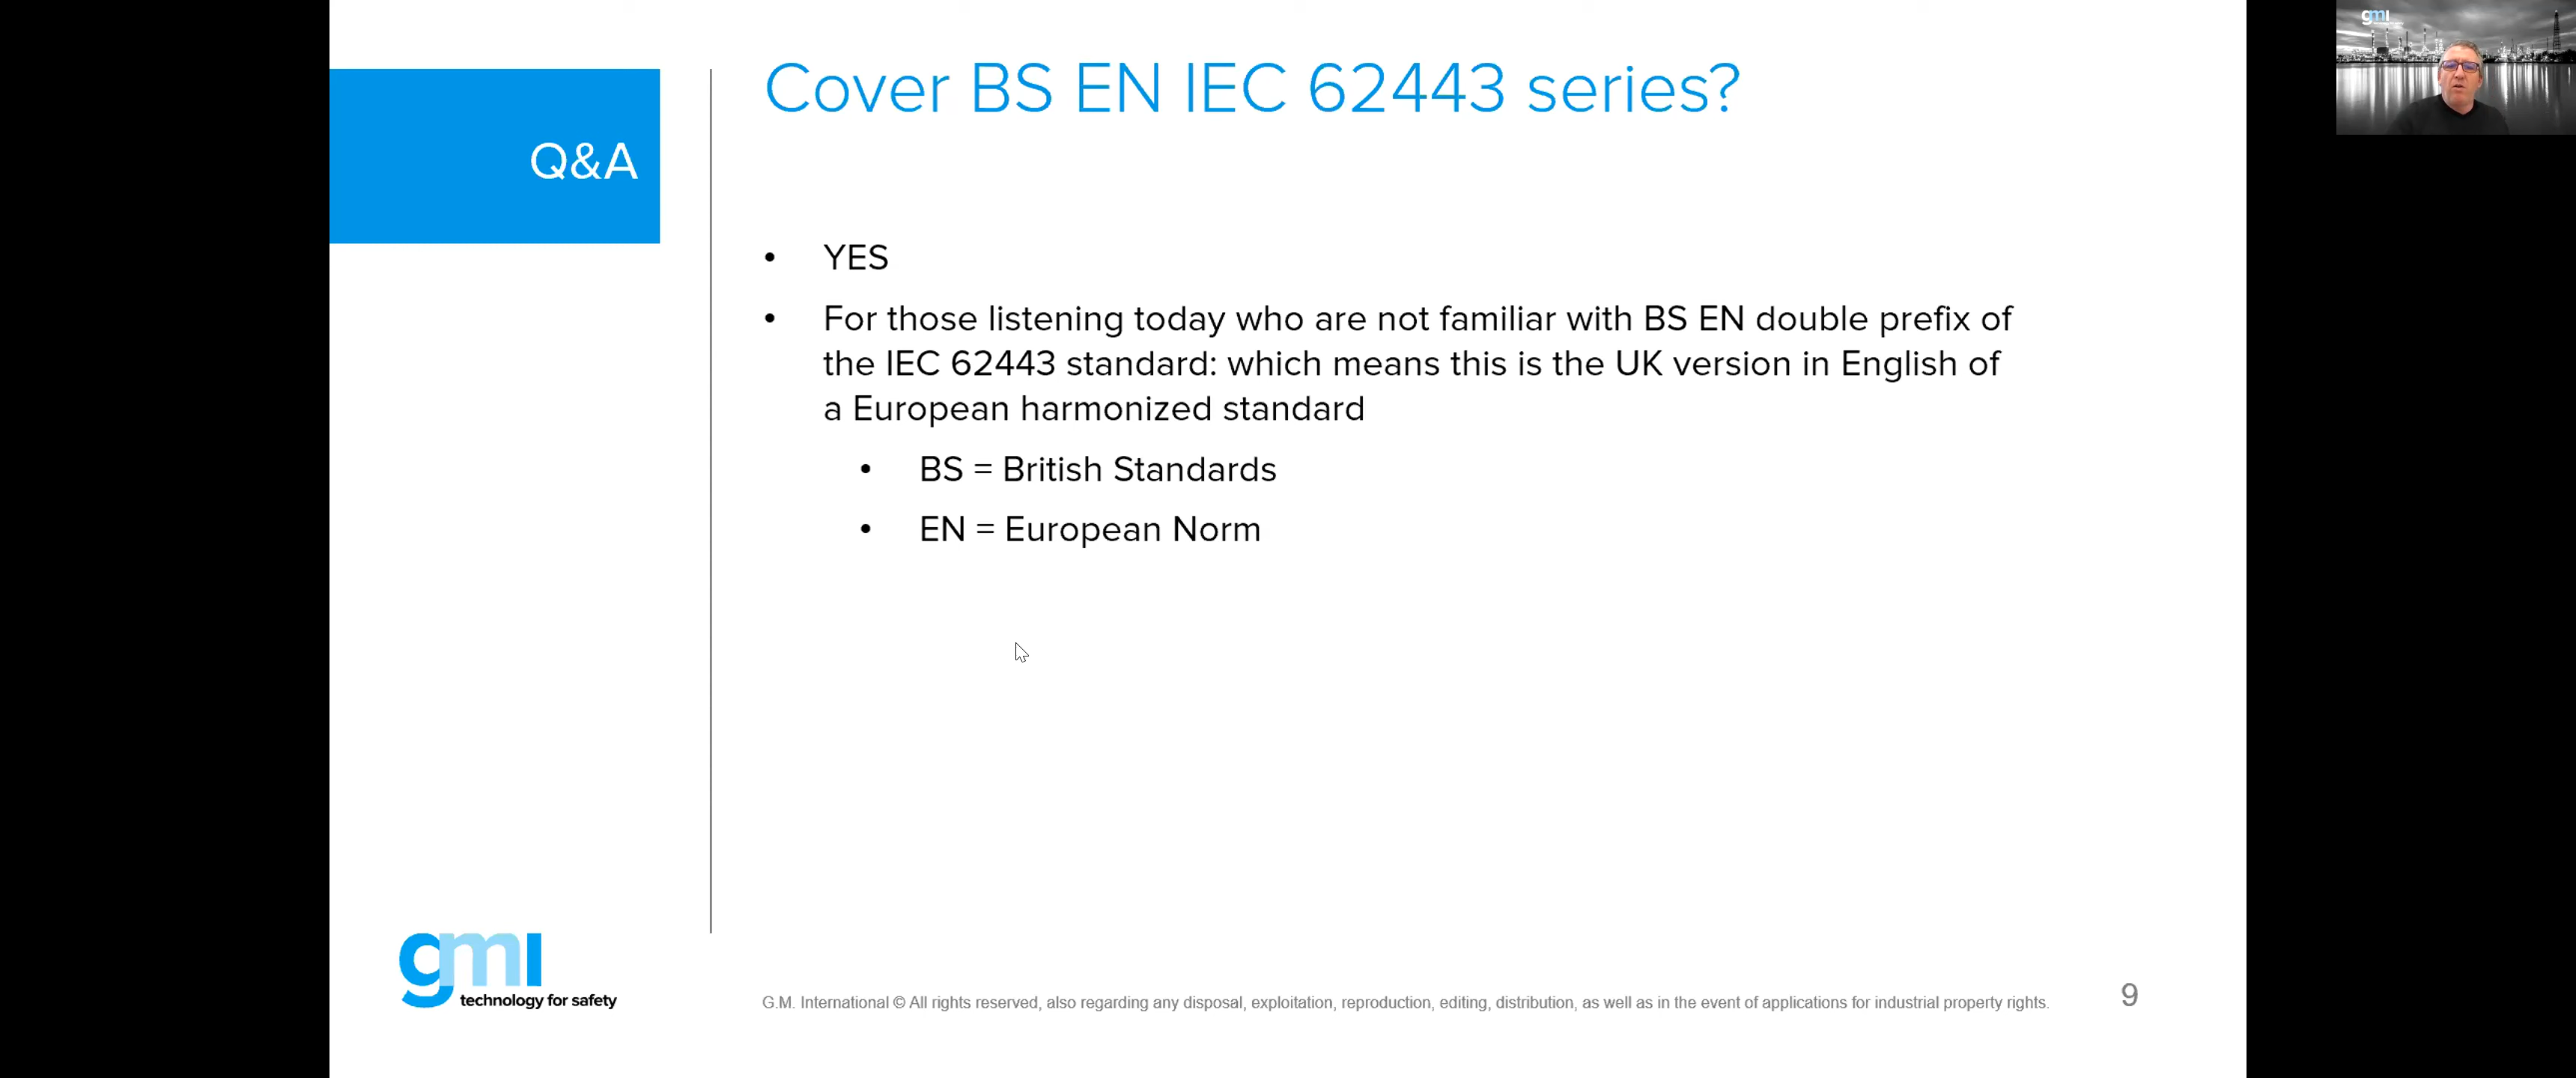 Cover BS EN IEC 62443 series?
Q&A
• YES
• For those listening today who are not familiar with BS EN double prefix of
the IEC 62443 standard: which means this is the UK version in English of
a European harmonized standard
• BS = British Standards
• EN = European Norm
gmi
technology for safety
G.M. International © All rights reserved, also regarding any disposal, exploitation, reproduction, editing, distribution, as well as in the event of applications for industrial property rights.
9
gmi